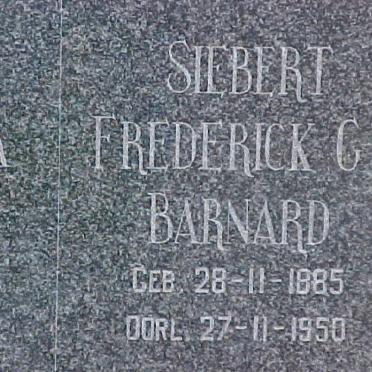 SIEBERT
FREDERICK G
BARNARD
GEB. 28-11-1885
OORL. 27-11-1950